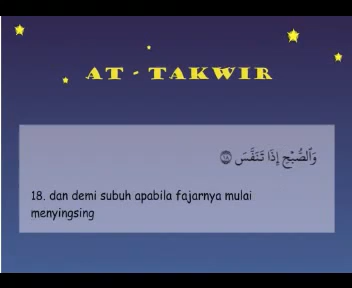 AT - TAKWIR
وَٱلصُّبۡحِ إِذَا تَنَفَّسَ ١٨
18. dan demi subuh apabila fajarnya mulai
menyingsing